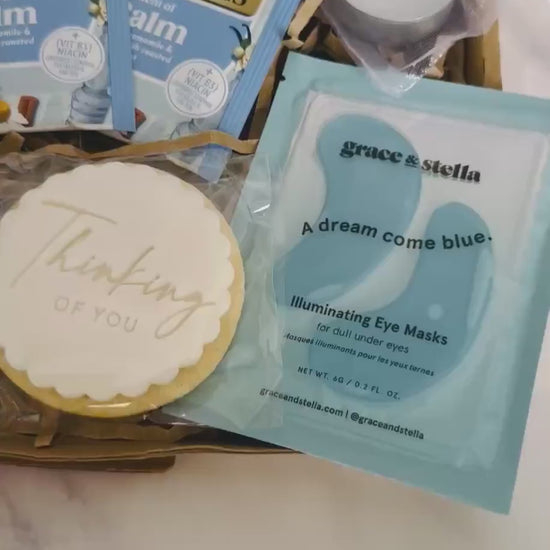 alm
(VIT B3)
NIACIN
alm
(VIT B3)
NIACIN
Thinking
OF YOU
grace & stella
A dream come blue.
Illuminating Eye Masks
for dull under eyes
Masques illuminants pour les yeux ternes
NET WT. 6G / 0.2 FL. OZ.
graceandstella.com | @graceandstella